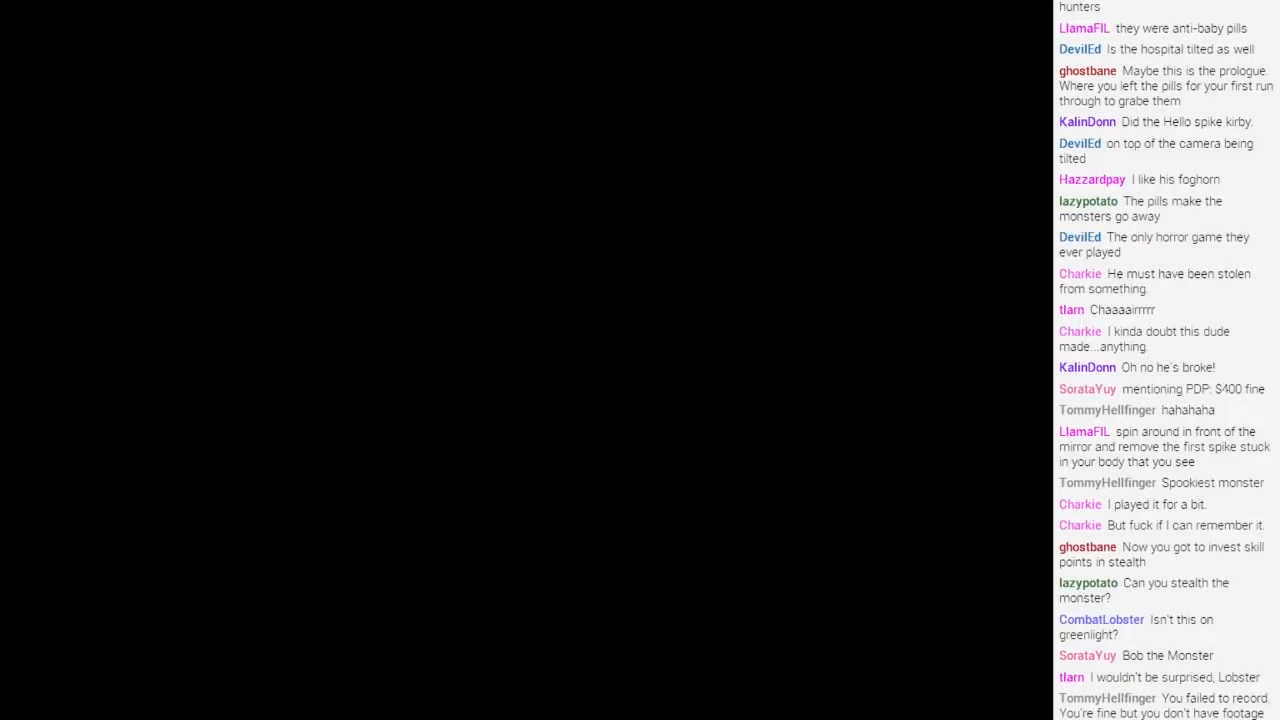 hunters
LlamaFIL they were anti-baby pills
DevilEd Is the hospital tilted as well
ghostbane Maybe this is the prologue.
Where you left the pills for your first run
through to grabe them
KalinDonn Did the Hello spike kirby.
DevilEd on top of the camera being
tilted
Hazzardpay I like his foghorn
lazypotato The pills make the
monsters go away
DevilEd The only horror game they
ever played
Charkie He must have been stolen
from something.
tlarn Chaaaairrrrr
Charkie I kinda doubt this dude
made...anything.
KalinDonn Oh no he's broke!
SorataYuy mentioning PDP: $400 fine
TommyHellfinger hahahaha
LlamaFIL spin around in front of the
mirror and remove the first spike stuck
in your body that you see
TommyHellfinger Spookiest monster
Charkie I played it for a bit.
Charkie But fuck if I can remember it.
ghostbane Now you got to invest skill
points in stealth
lazypotato Can you stealth the
monster?
CombatLobster Isn't this on
greenlight?
SorataYuy Bob the Monster
tlarn I wouldn't be surprised, Lobster
TommyHellfinger You failed to record.
You're fine but you don't have footage